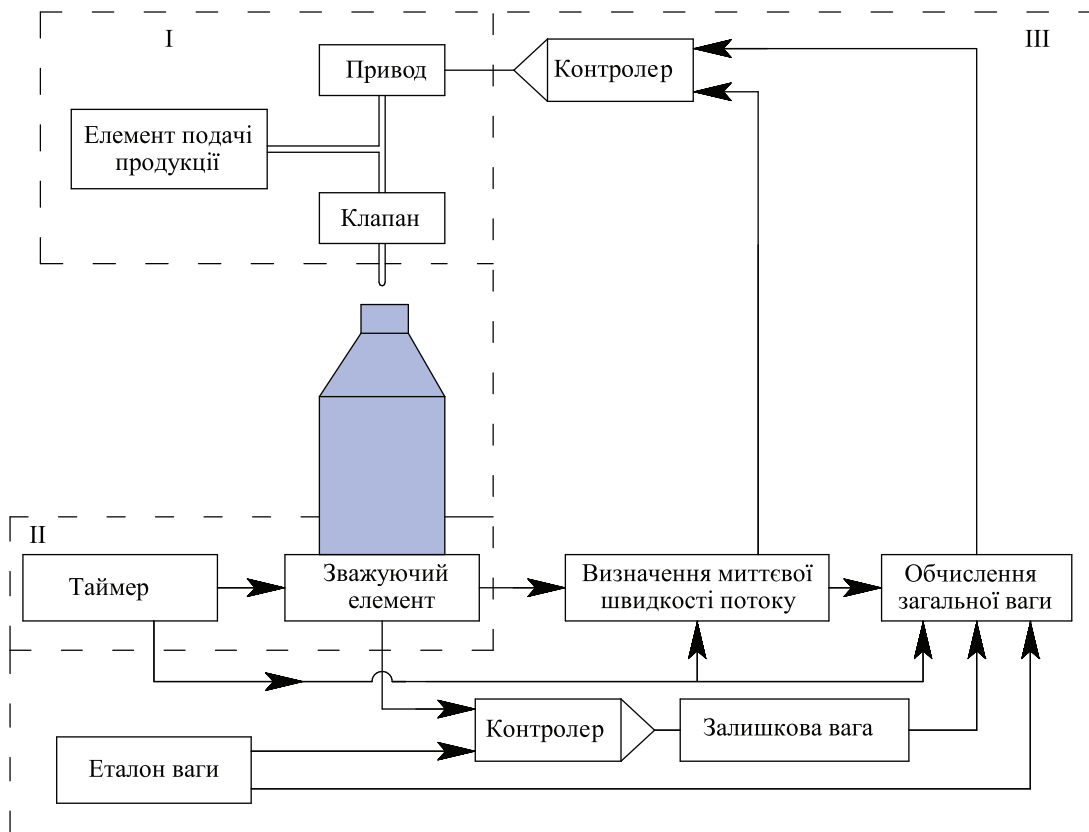 I
III
Привод
Контролер
Елемент подачі
продукції
Клапан
II
Таймер
Зважуючий
елемент
Визначення миттєвої
швидкості потоку
Обчислення
загальної ваги
Контролер
Залишкова вага
Еталон ваги